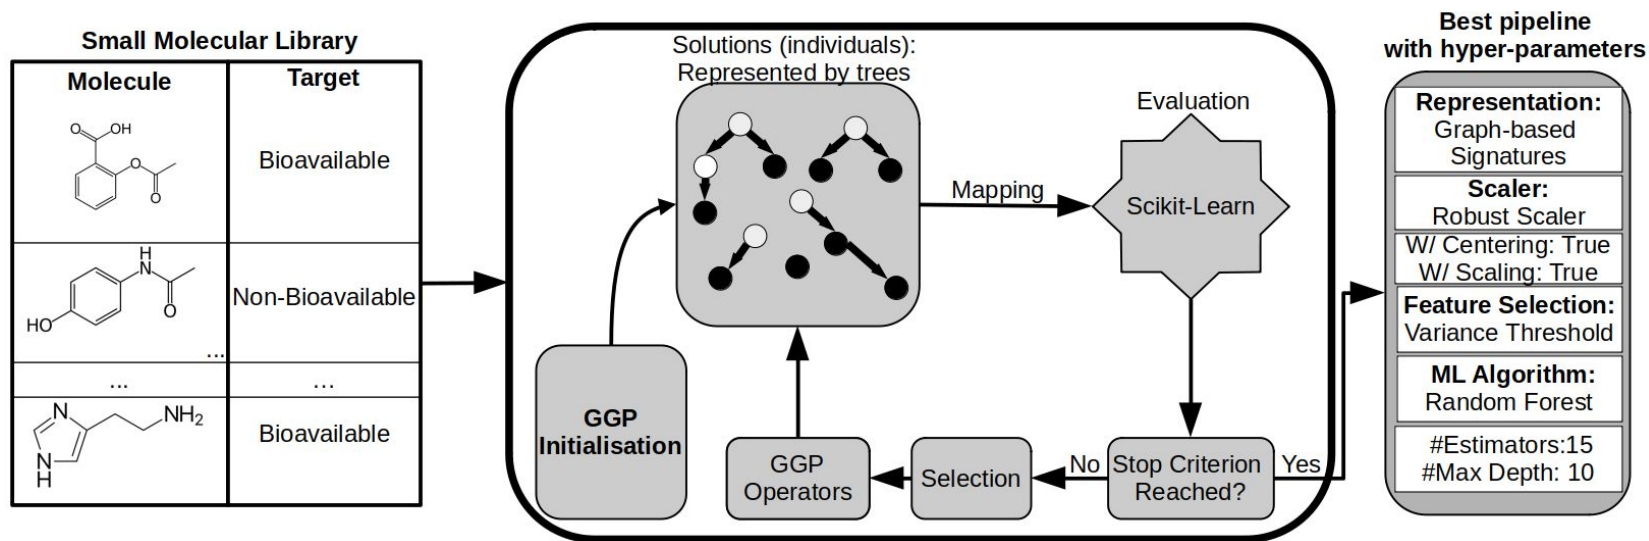 Small Molecular Library
Molecule
Target
O
OH
O
O
Bioavailable
H
N
O
HO
...
Non-Bioavailable
...
...
N
NH2
N
H
Bioavailable
Solutions (individuals):
Represented by trees
GGP
Initialisation
Mapping
Evaluation
Scikit-Learn
Stop Criterion
Reached?
No
Yes
Selection
GGP
Operators
Best pipeline
with hyper-parameters
Representation:
Graph-based
Signatures
Scaler:
Robust Scaler
W/ Centering: True
W/ Scaling: True
Feature Selection:
Variance Threshold
ML Algorithm:
Random Forest
#Estimators:15
#Max Depth: 10